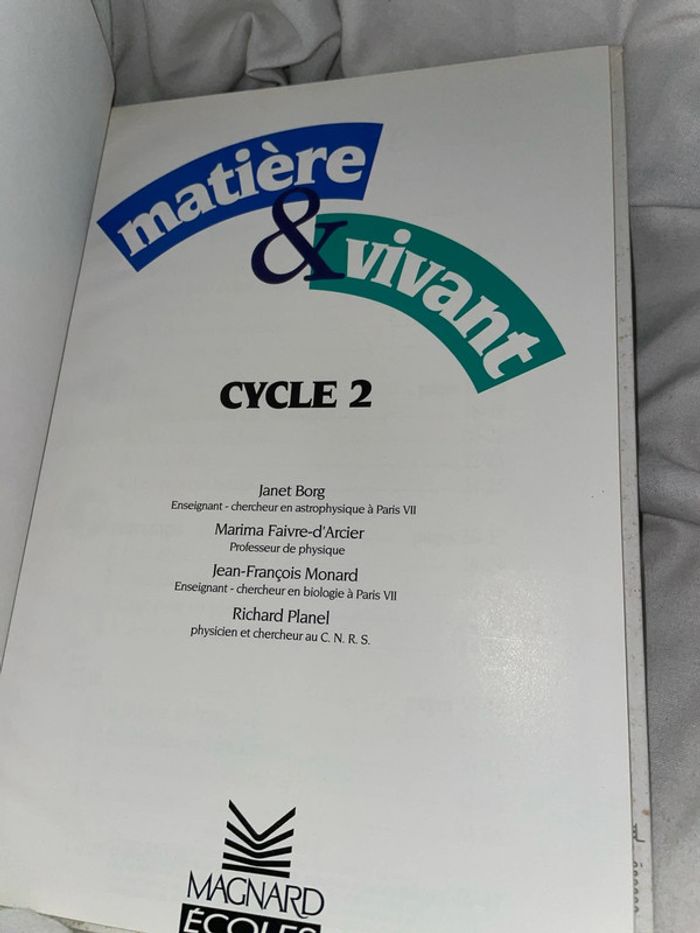 matière
&
vivant
CYCLE 2
Janet Borg
Enseignant - chercheur en astrophysique à Paris VII
Marima Faivre-d'Arcier
Professeur de physique
Jean-François Monard
Enseignant - chercheur en biologie à Paris VII
Richard Planel
physicien et chercheur au C. N. R. S.
MAGNARD
ÉCOLES